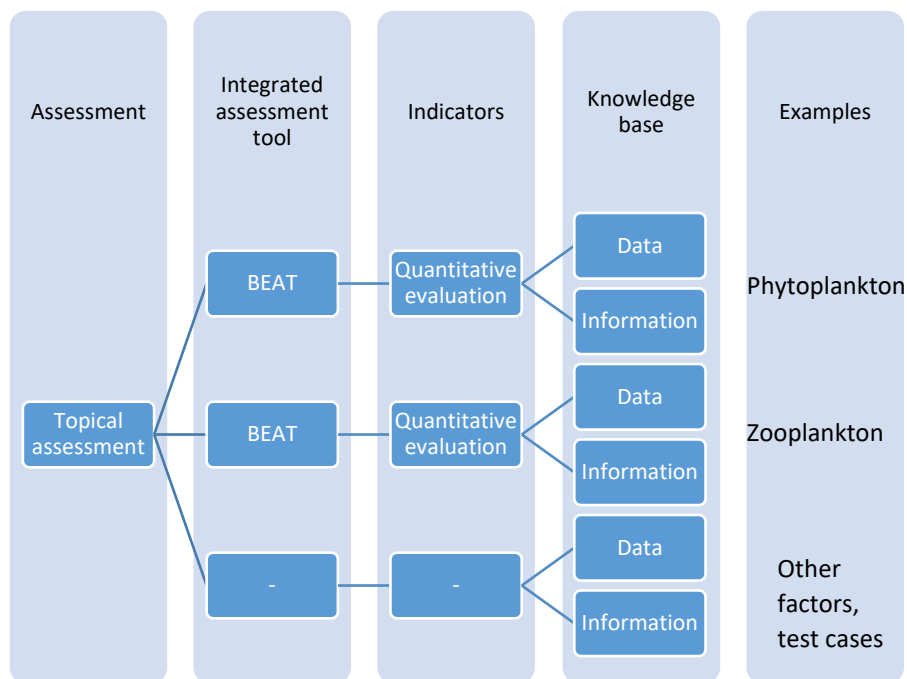 Assessment
Integrated
assessment
tool
Indicators
Knowledge
base
Examples
Topical
assessment
BEAT
Quantitative
evaluation
Data
Information
Phytoplankton
BEAT
Quantitative
evaluation
Data
Information
Zooplankton
-
-
Data
Information
Other
factors,
test cases